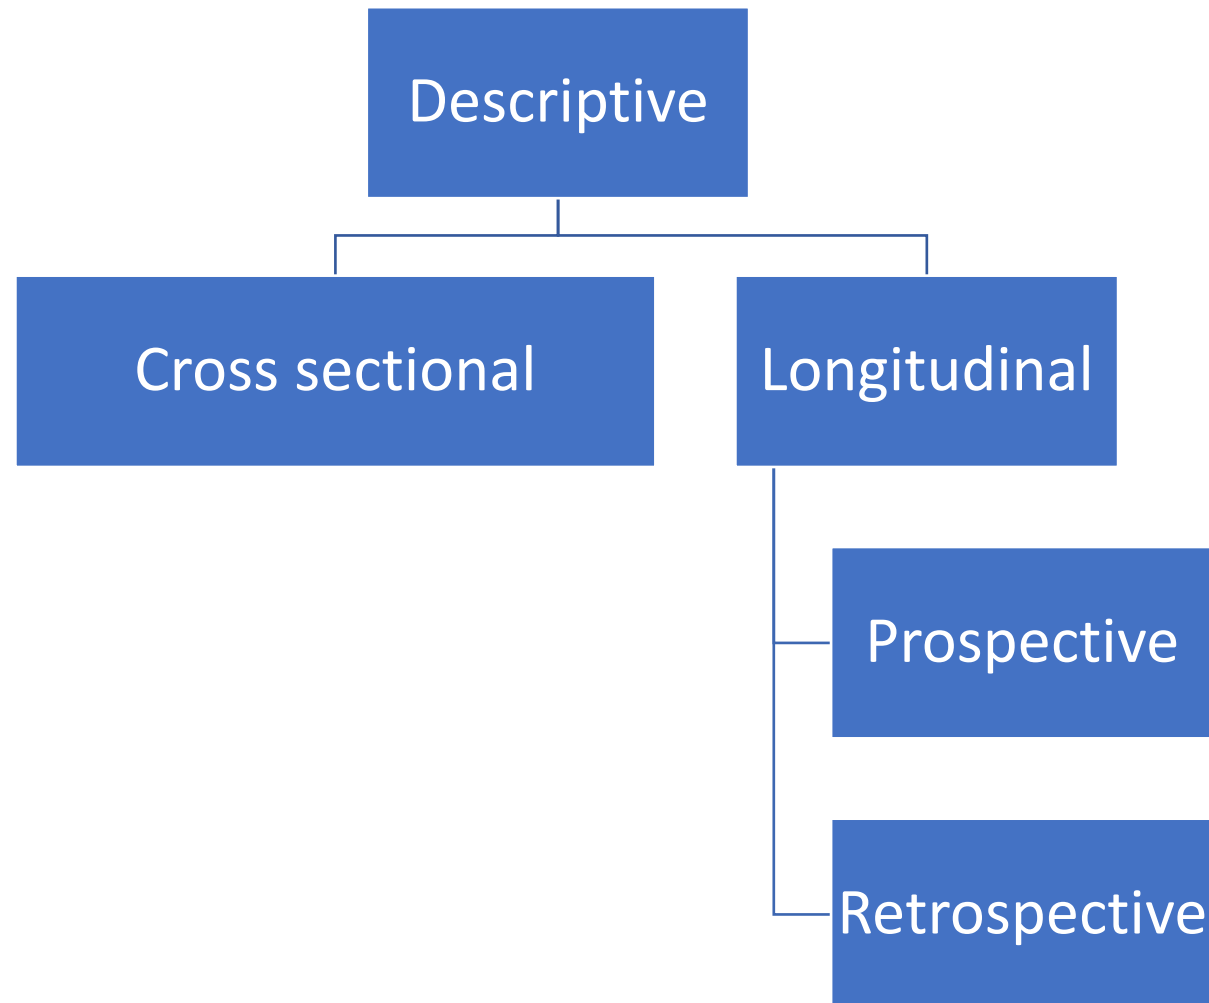 Descriptive
Cross sectional
Longitudinal
Prospective
Retrospective